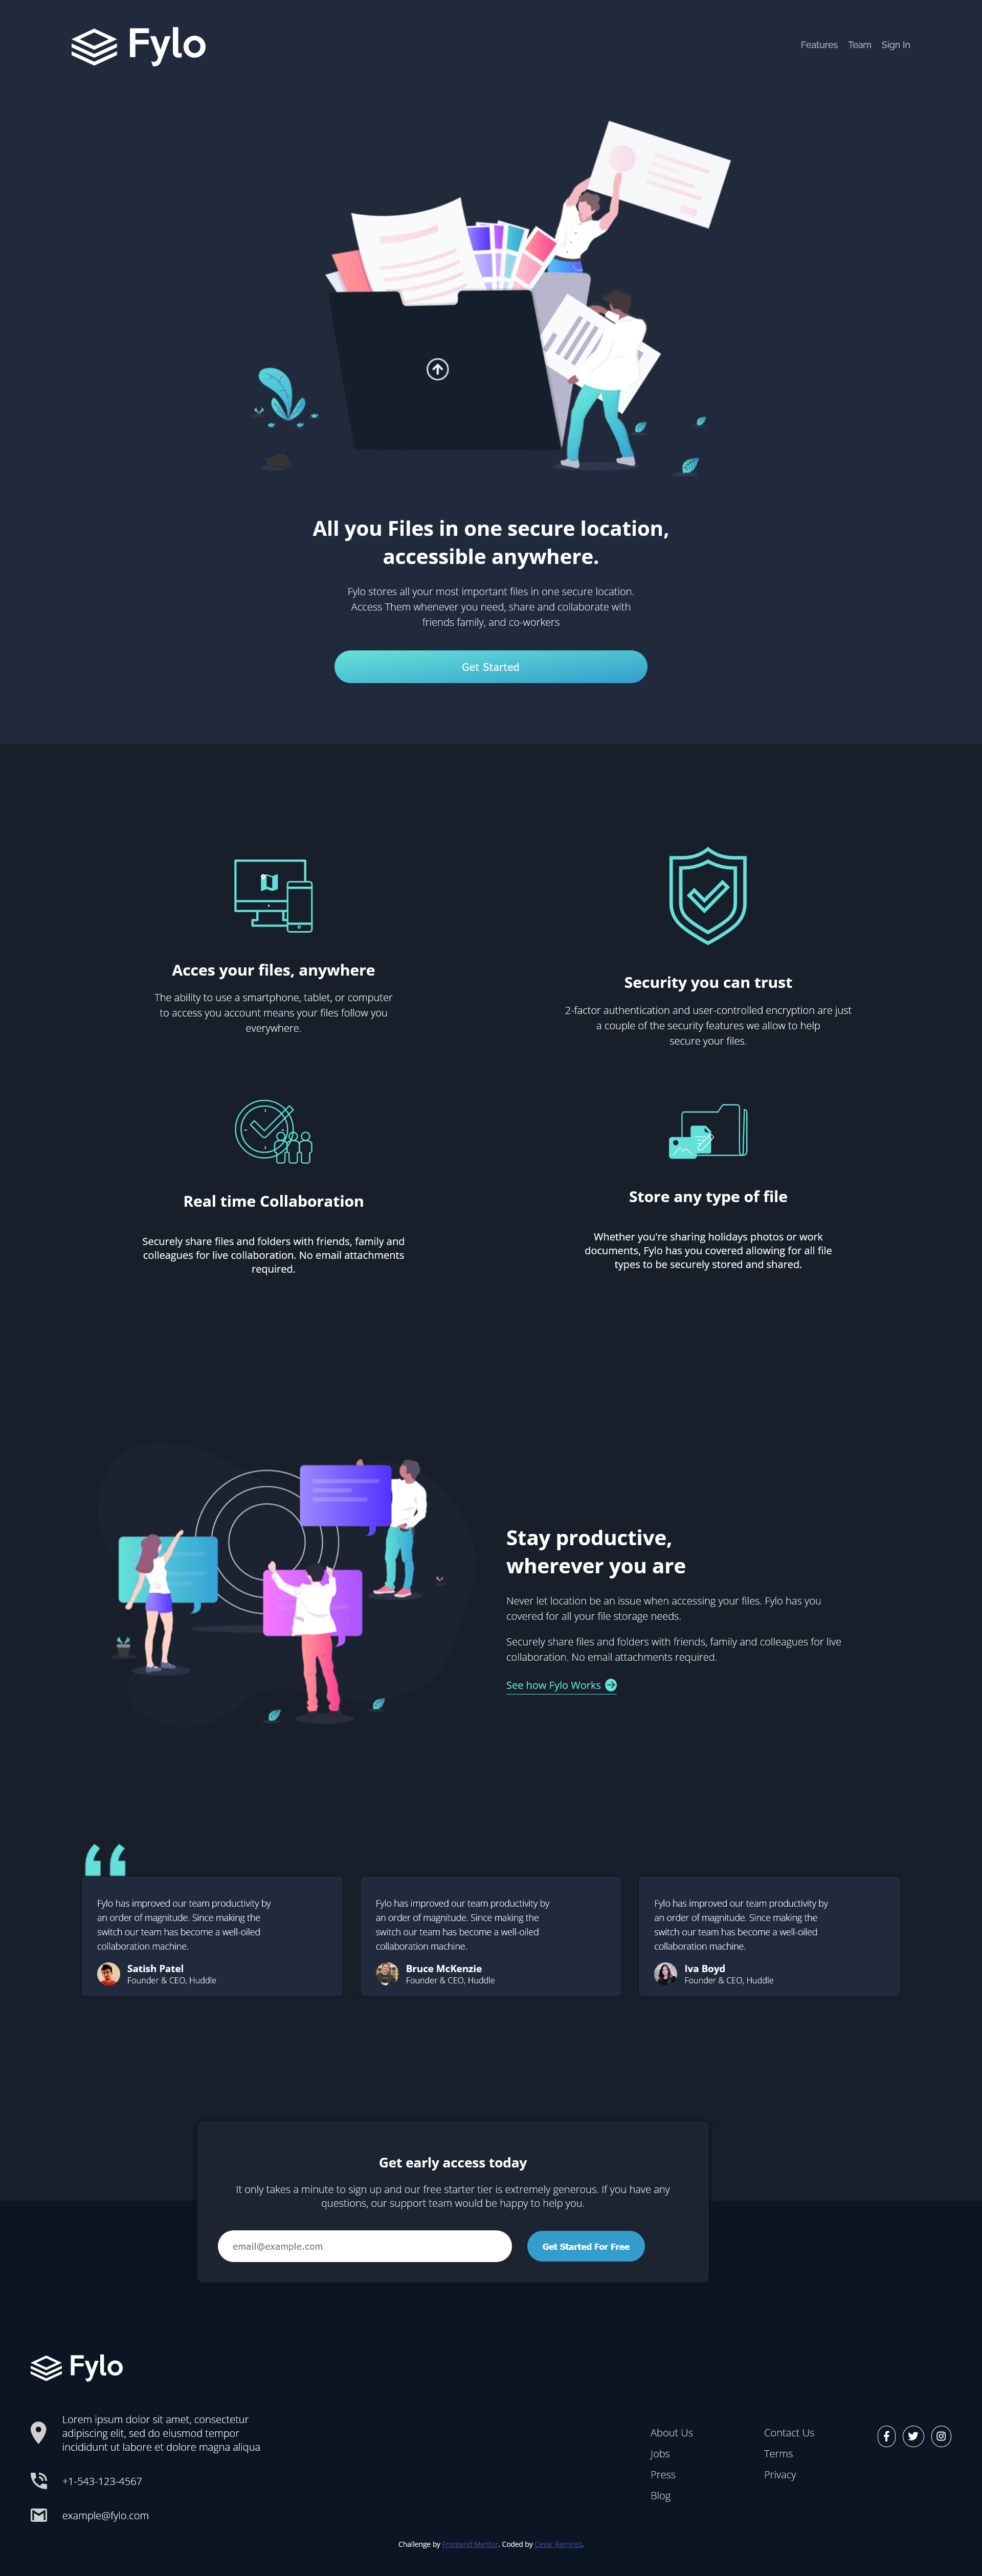 Fylo
Features Team Sign In
All you Files in one secure location,
accessible anywhere.
Fylo stores all your most important files in one secure location.
Access Them whenever you need, share and collaborate with
friends family, and co-workers
Get Started
Acces your files, anywhere
The ability to use a smartphone, tablet, or computer
to access you account means your files follow you
everywhere.
Security you can trust
2-factor authentication and user-controlled encryption are just
a couple of the security features we allow to help
secure your files.
Real time Collaboration
Securely share files and folders with friends, family and
colleagues for live collaboration. No email attachments
required.
Store any type of file
Whether you're sharing holidays photos or work
documents, Fylo has you covered allowing for all file
types to be securely stored and shared.
Stay productive,
wherever you are
Never let location be an issue when accessing your files. Fylo has you
covered for all your file storage needs.
Securely share files and folders with friends, family and colleagues for live
collaboration. No email attachments required.
See how Fylo Works
“
Fylo has improved our team productivity by
an order of magnitude. Since making the
switch our team has become a well-oiled
collaboration machine.
Satish Patel
Founder & CEO, Huddle
Fylo has improved our team productivity by
an order of magnitude. Since making the
switch our team has become a well-oiled
collaboration machine.
Bruce McKenzie
Founder & CEO, Huddle
Fylo has improved our team productivity by
an order of magnitude. Since making the
switch our team has become a well-oiled
collaboration machine.
Iva Boyd
Founder & CEO, Huddle
Get early access today
It only takes a minute to sign up and our free starter tier is extremely generous. If you have any
questions, our support team would be happy to help you.
email@example.com
Get Started For Free
Fylo
Lorem ipsum dolor sit amet, consectetur
adipiscing elit, sed do eiusmod tempor
incididunt ut labore et dolore magna aliqua
+1-543-123-4567
example@fylo.com
About Us
Jobs
Press
Blog
Contact Us
Terms
Privacy
Challenge by Frontend Mentor. Coded by Cesar Ramirez.